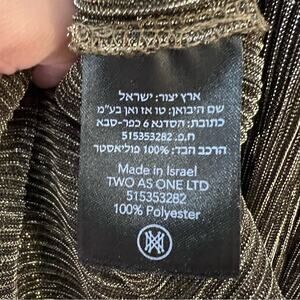 ארץ יצור: ישראל
שם היבואן: טו אז וואן בע"מ
כתובת: הסדנא 6 כפר-סבא
ח.פ. 515353282
הרכב הבד: 100% פוליאסטר
Made in Israel
TWO AS ONE LTD
515353282
100% Polyester